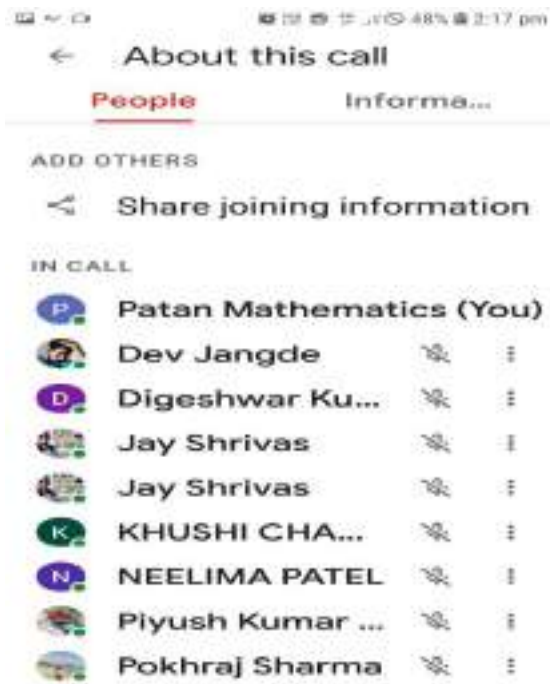 48% 2:17 pm
About this call
People Informa...
ADD OTHERS
Share joining information
IN CALL
P Patan Mathematics (You)
Dev Jangde
D Digeshwar Ku...
Jay Shrivas
Jay Shrivas
K KHUSHI CHA...
N NEELIMA PATEL
Piyush Kumar ...
Pokhraj Sharma